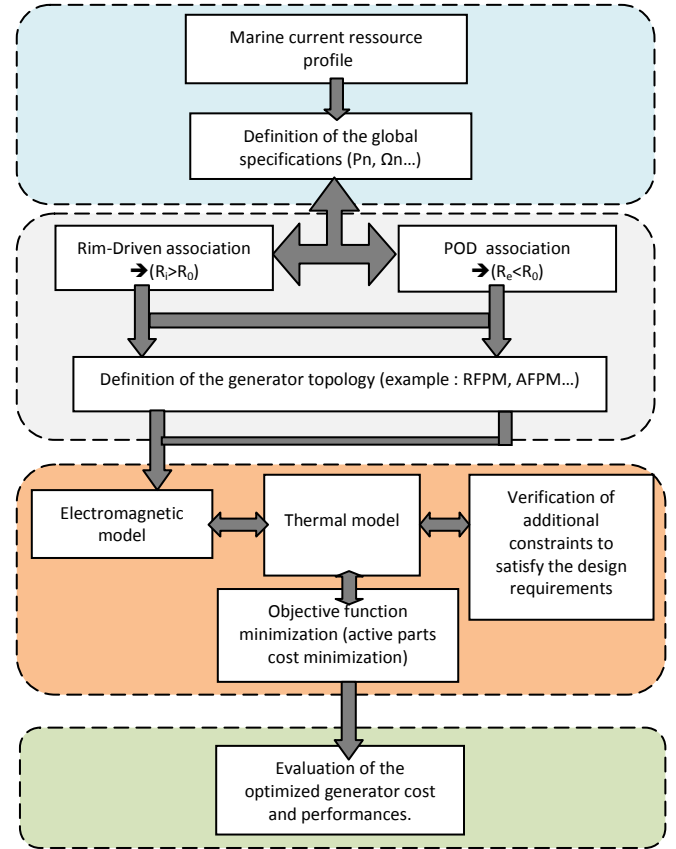 Marine current ressource
profile
Definition of the global
specifications (Pn, Ωn…)
Rim-Driven association
➔(Ri>R0)
POD association
➔(Re<R0)
Definition of the generator topology (example : RFPM, AFPM…)
Electromagnetic
model
Thermal model
Verification of
additional
constraints to
satisfy the design
requirements
Objective function
minimization (active parts
cost minimization)
Evaluation of the
optimized generator cost
and performances.